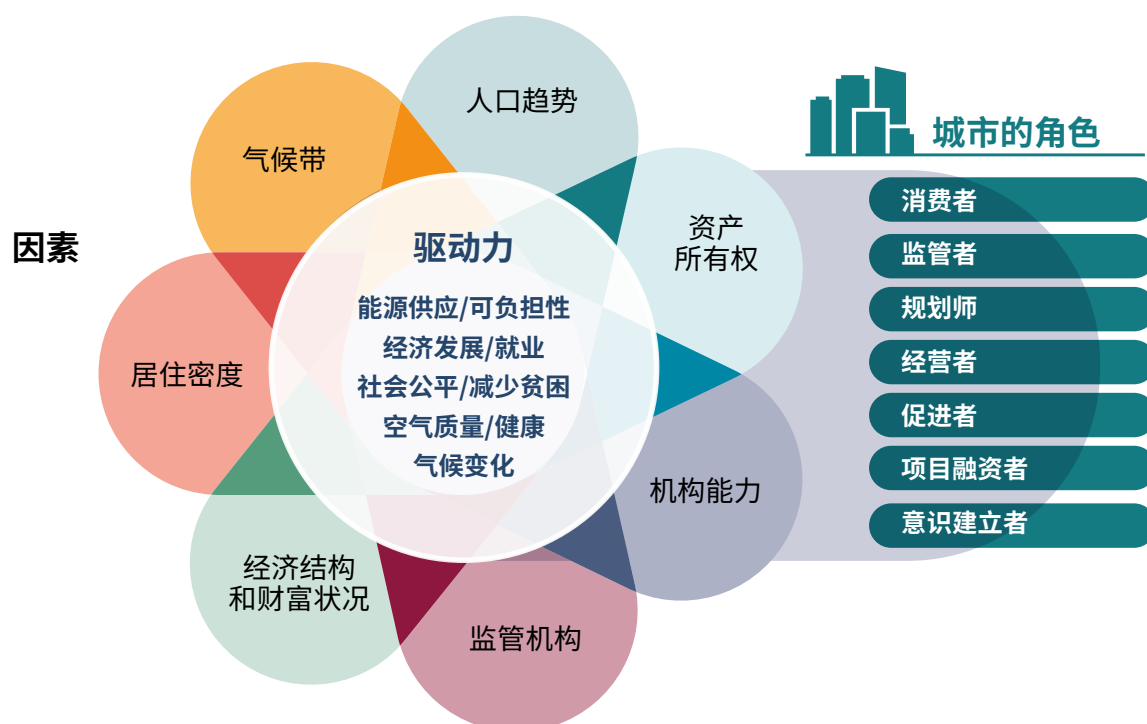 因素
人口趋势
气候带
资产
所有权
居住密度
机构能力
经济结构
和财富状况
监管机构
驱动力
能源供应/可负担性
经济发展/就业
社会公平/减少贫困
空气质量/健康
气候变化
城市的角色
消费者
监管者
规划师
经营者
促进者
项目融资者
意识建立者